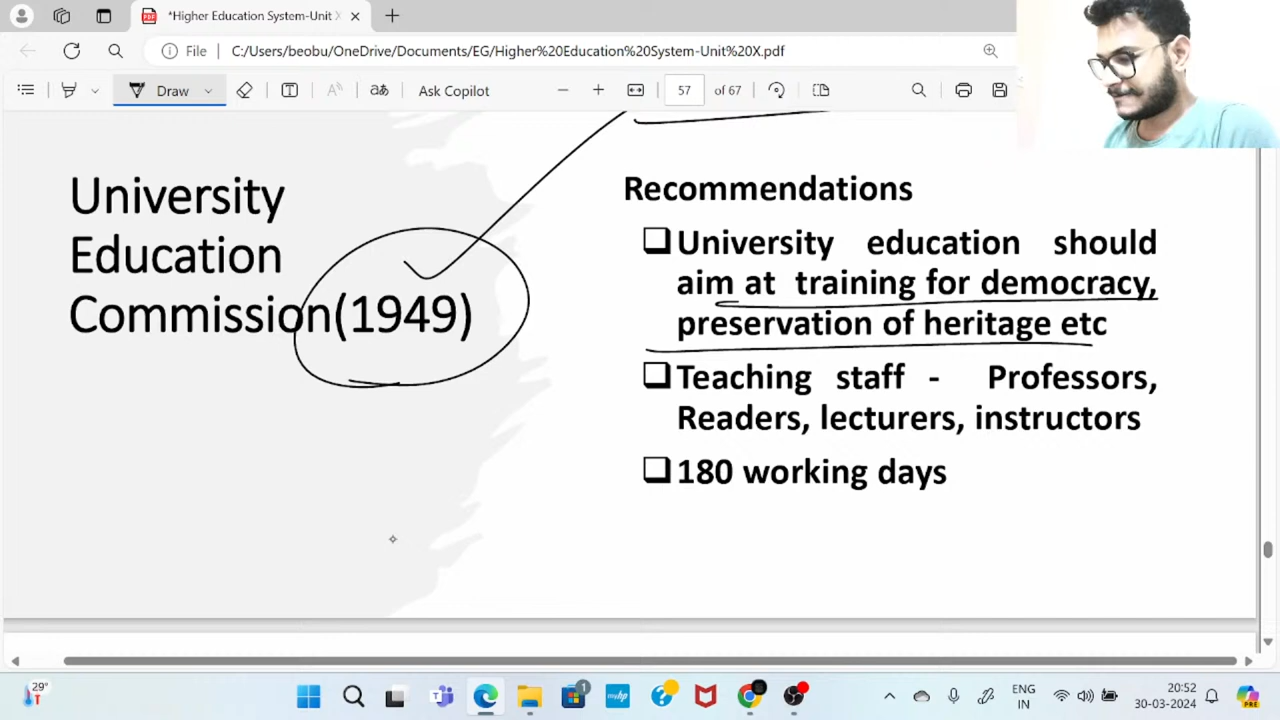 *Higher Education System-Unit X
File C:/Users/beobu/OneDrive/Documents/EG/Higher%20Education%20System-Unit%20X.pdf
Draw
Ask Copilot
57 of 67
University
Education
Commission(1949)
Recommendations
University education should
aim at training for democracy,
preservation of heritage etc
Teaching staff - Professors,
Readers, lecturers, instructors
180 working days
29°
ENG
IN
20:52
30-03-2024